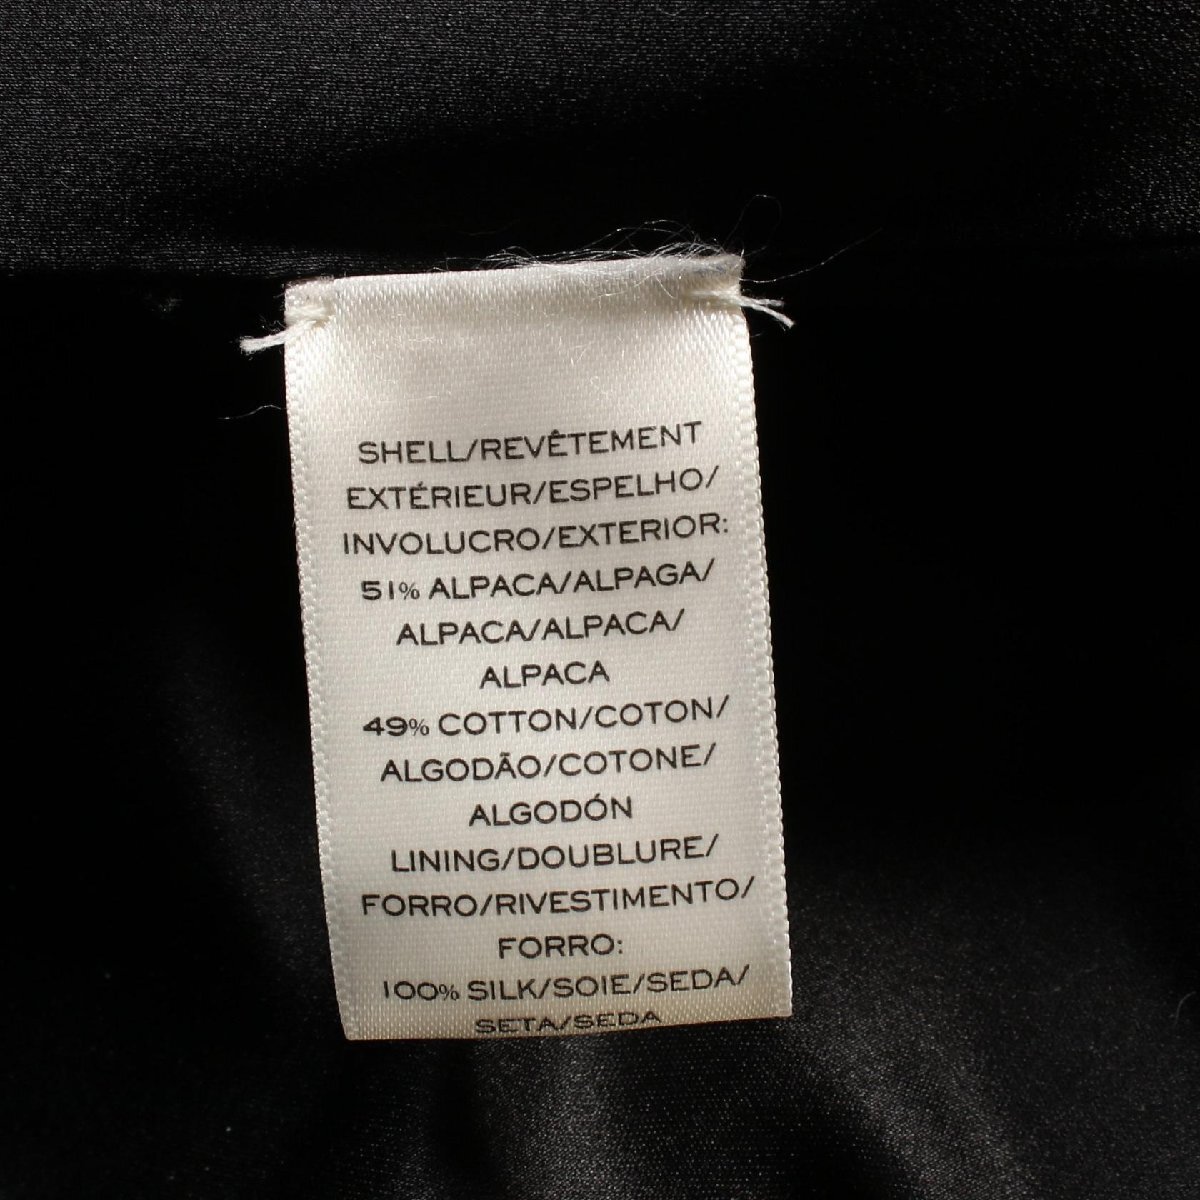 SHELL/REVÊTEMENT
EXTÉRIEUR/ESPELHO/
INVOLUCRO/EXTERIOR:
51% ALPACA/ALPAGA/
ALPACA/ALPACA/
ALPACA
49% COTTON/COTON/
ALGODÃO/COTONE/
ALGODÓN
LINING/DOUBLURE/
FORRO/RIVESTIMENTO/
FORRO:
100% SILK/SOIE/SEDA/
SETA/SEDA